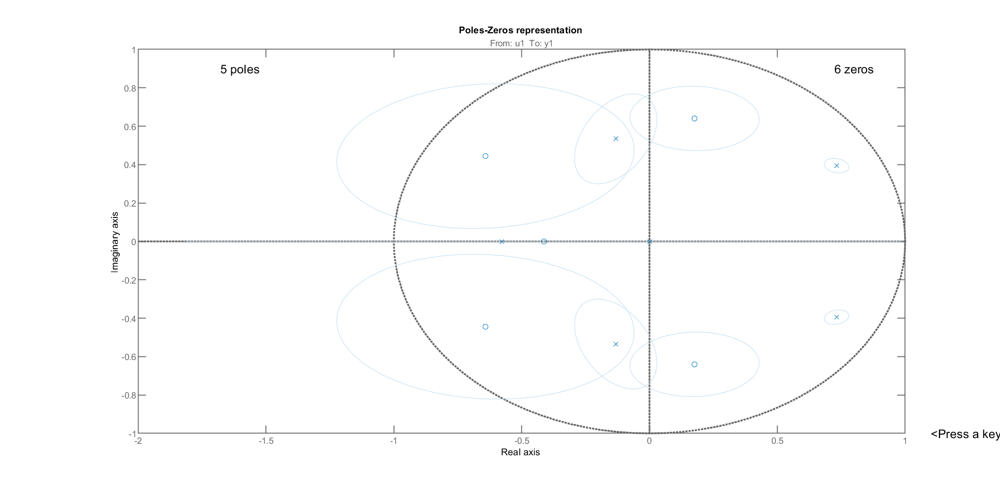 Poles-Zeros representation
From: u1  To: y1
5 poles
6 zeros
1
0.8
0.6
0.4
0.2
0
-0.2
-0.4
-0.6
-0.8
-1
Imaginary axis
-2
-1.5
-1
-0.5
0
0.5
1
Real axis
<Press a key